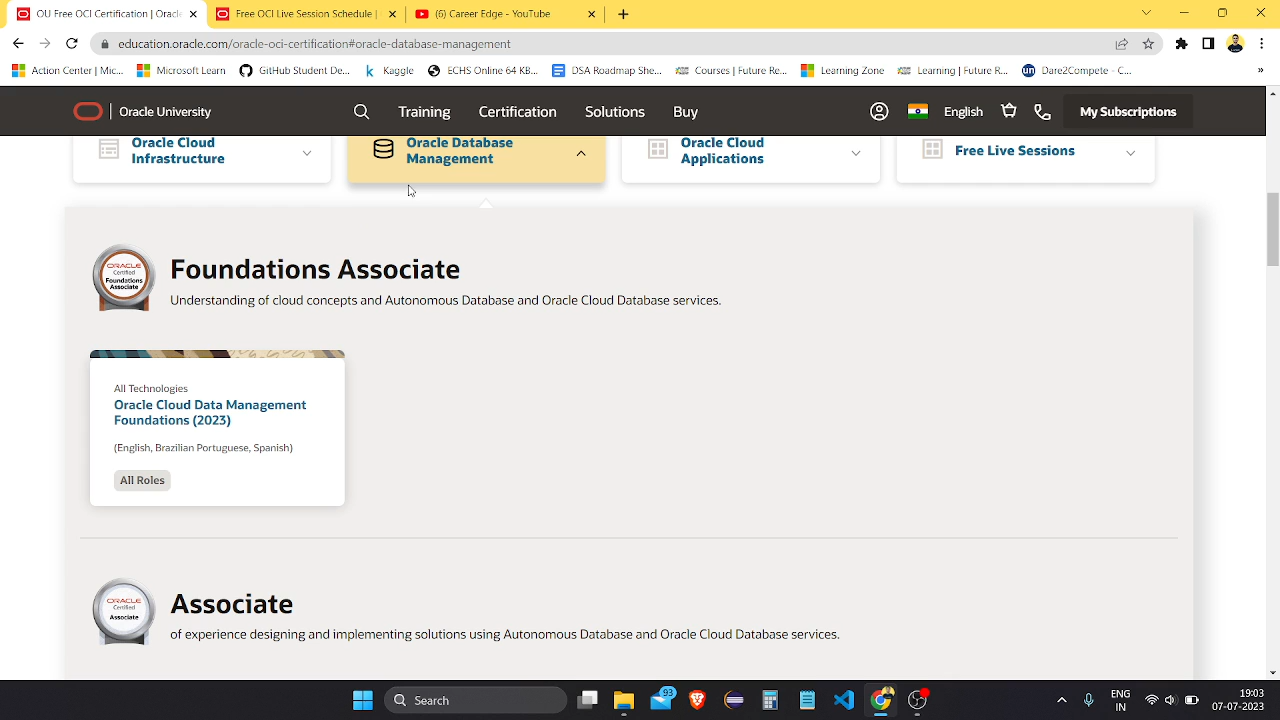 OU Free OCI Certifications | Oracl
Free OCI Live Session Schedule |
(6) Career Edge - YouTube
education.oracle.com/oracle-oci-certification#oracle-database-management
Action Center | Mic...
Microsoft Learn
GitHub Student De...
Kaggle
ECHS Online 64 KB...
DSA Roadmap She...
Courses | Future Re...
Learning Zone
Learning | Future R...
un
Dare2Compete - C...
»
Oracle University
Training
Certification
Solutions
Buy
English
My Subscriptions
Oracle Cloud
Infrastructure
Oracle Database
Management
Oracle Cloud
Applications
Free Live Sessions
ORACLE
Certified
Foundations
Associate
Foundations Associate
Understanding of cloud concepts and Autonomous Database and Oracle Cloud Database services.
All Technologies
Oracle Cloud Data Management
Foundations (2023)
(English, Brazilian Portuguese, Spanish)
All Roles
ORACLE
Certified
Associate
Associate
of experience designing and implementing solutions using Autonomous Database and Oracle Cloud Database services.
Search
93
ENG
IN
19:03
07-07-2023